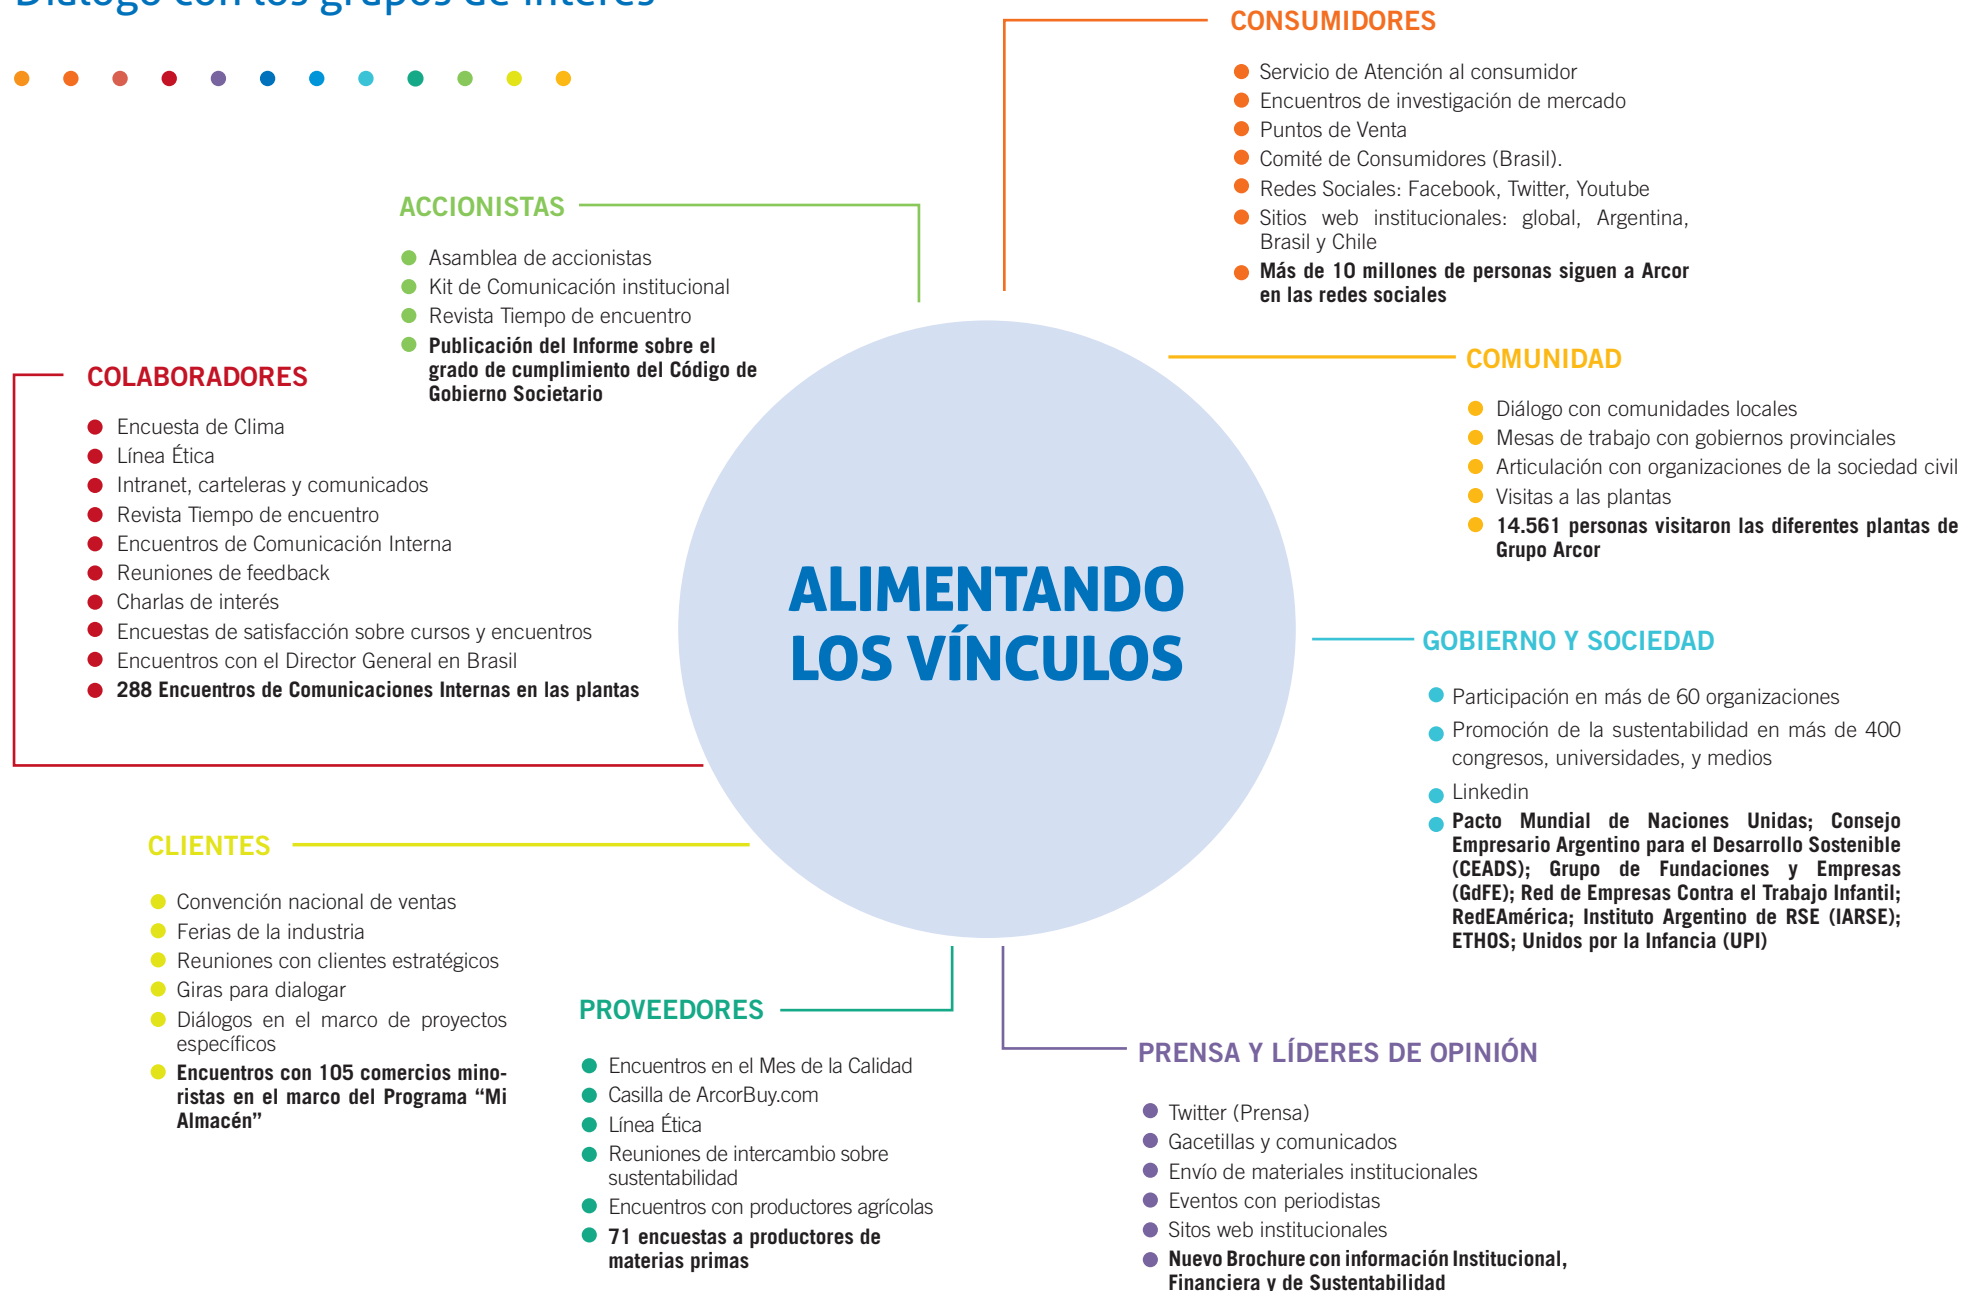 Diálogo con los grupos de interés
CONSUMIDORES
Servicio de Atención al consumidor
Encuentros de investigación de mercado
Puntos de Venta
Comité de Consumidores (Brasil).
Redes Sociales: Facebook, Twitter, Youtube
Sitios web institucionales: global, Argentina,
Brasil y Chile
Más de 10 millones de personas siguen a Arcor
en las redes sociales
ACCIONISTAS
Asamblea de accionistas
Kit de Comunicación institucional
Revista Tiempo de encuentro
Publicación del Informe sobre el
grado de cumplimiento del Código de
Gobierno Societario
COMUNIDAD
Diálogo con comunidades locales
Mesas de trabajo con gobiernos provinciales
Articulación con organizaciones de la sociedad civil
Visitas a las plantas
14.561 personas visitaron las diferentes plantas de
Grupo Arcor
COLABORADORES
Encuesta de Clima
Línea Ética
Intranet, carteleras y comunicados
Revista Tiempo de encuentro
Encuentros de Comunicación Interna
Reuniones de feedback
Charlas de interés
Encuestas de satisfacción sobre cursos y encuentros
Encuentros con el Director General en Brasil
288 Encuentros de Comunicaciones Internas en las plantas
ALIMENTANDO
LOS VÍNCULOS
GOBIERNO Y SOCIEDAD
Participación en más de 60 organizaciones
Promoción de la sustentabilidad en más de 400
congresos, universidades, y medios
Linkedin
Pacto Mundial de Naciones Unidas; Consejo
Empresario Argentino para el Desarrollo Sostenible
(CEADS); Grupo de Fundaciones y Empresas
(GdFE); Red de Empresas Contra el Trabajo Infantil;
RedEAmérica; Instituto Argentino de RSE (IARSE);
ETHOS; Unidos por la Infancia (UPI)
CLIENTES
Convención nacional de ventas
Ferias de la industria
Reuniones con clientes estratégicos
Giras para dialogar
Diálogos en el marco de proyectos
específicos
Encuentros con 105 comercios mino-
ristas en el marco del Programa “Mi
Almacén”
PROVEEDORES
Encuentros en el Mes de la Calidad
Casilla de ArcorBuy.com
Línea Ética
Reuniones de intercambio sobre
sustentabilidad
Encuentros con productores agrícolas
71 encuestas a productores de
materias primas
PRENSA Y LÍDERES DE OPINIÓN
Twitter (Prensa)
Gacetillas y comunicados
Envío de materiales institucionales
Eventos con periodistas
Sitos web institucionales
Nuevo Brochure con información Institucional,
Financiera y de Sustentabilidad